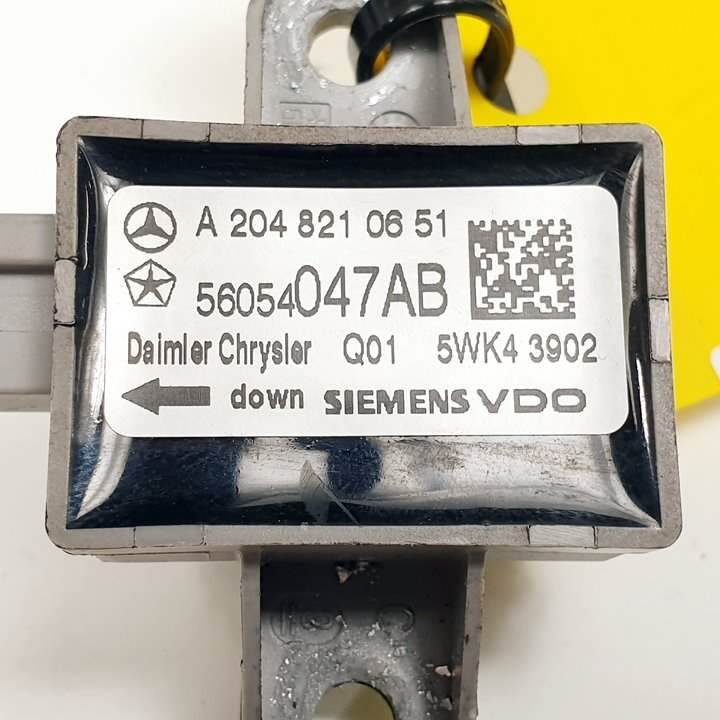 A 204 821 06 51
56054047AB
Daimler Chrysler Q01 5WK4 3902
down SIEMENS VDO